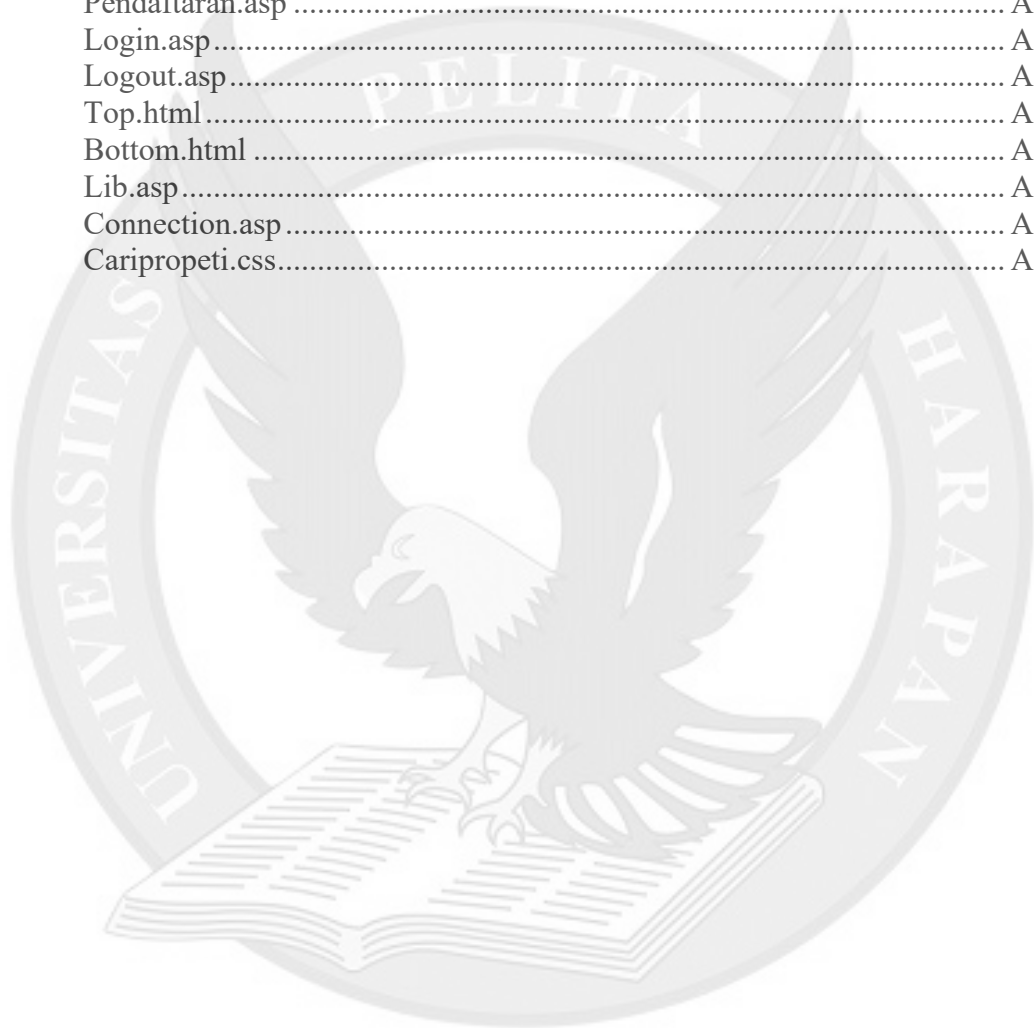 Pendaftaran.asp ........................................................................................... A
Login.asp .................................................................................................... A
Logout.asp .................................................................................................. A
Top.html ..................................................................................................... A
Bottom.html ............................................................................................... A
Lib.asp ........................................................................................................ A
Connection.asp ........................................................................................... A
Caripropeti.css ............................................................................................ A
UNIVERSITAS PELITA HARAPAN